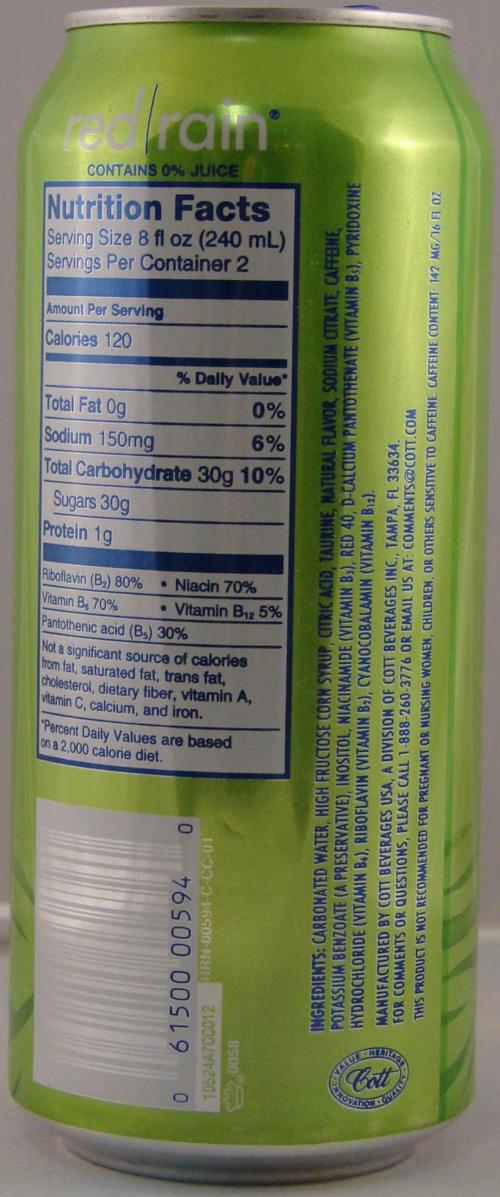 red/rain®
CONTAINS 0% JUICE
Nutrition Facts
Serving Size 8 fl oz (240 mL)
Servings Per Container 2
Amount Per Serving
Calories 120
% Daily Value*
Total Fat 0g 0%
Sodium 150mg 6%
Total Carbohydrate 30g 10%
Sugars 30g
Protein 1g
Riboflavin (B₂) 80% • Niacin 70%
Vitamin B₆ 70% • Vitamin B₁₂ 5%
Pantothenic acid (B₅) 30%
Not a significant source of calories
from fat, saturated fat, trans fat,
cholesterol, dietary fiber, vitamin A,
vitamin C, calcium, and iron.
*Percent Daily Values are based
on a 2,000 calorie diet.
INGREDIENTS: CARBONATED WATER, HIGH FRUCTOSE CORN SYRUP, CITRIC ACID, TAURINE, NATURAL FLAVOR, SODIUM CITRATE, CAFFEINE,
POTASSIUM BENZOATE (A PRESERVATIVE), INOSITOL, NIACINAMIDE (VITAMIN B₃), RED 40, D-CALCIUM PANTOTHENATE (VITAMIN B₅), PYRIDOXINE
HYDROCHLORIDE (VITAMIN B₆), RIBOFLAVIN (VITAMIN B₂), CYANOCOBALAMIN (VITAMIN B₁₂).
MANUFACTURED BY COTT BEVERAGES USA, A DIVISION OF COTT BEVERAGES INC., TAMPA, FL 33634.
FOR COMMENTS OR QUESTIONS, PLEASE CALL 1-888-260-3776 OR EMAIL US AT: COMMENTS@COTT.COM
THIS PRODUCT IS NOT RECOMMENDED FOR PREGNANT OR NURSING WOMEN, CHILDREN, OR OTHERS SENSITIVE TO CAFFEINE. CAFFEINE CONTENT: 142 MG/16 FL OZ
0 61500 00594 0
RRN-00594-C-CC-01
10524A7CC012
0058
VALUE · HERITAGE
Cott
INNOVATION · QUALITY